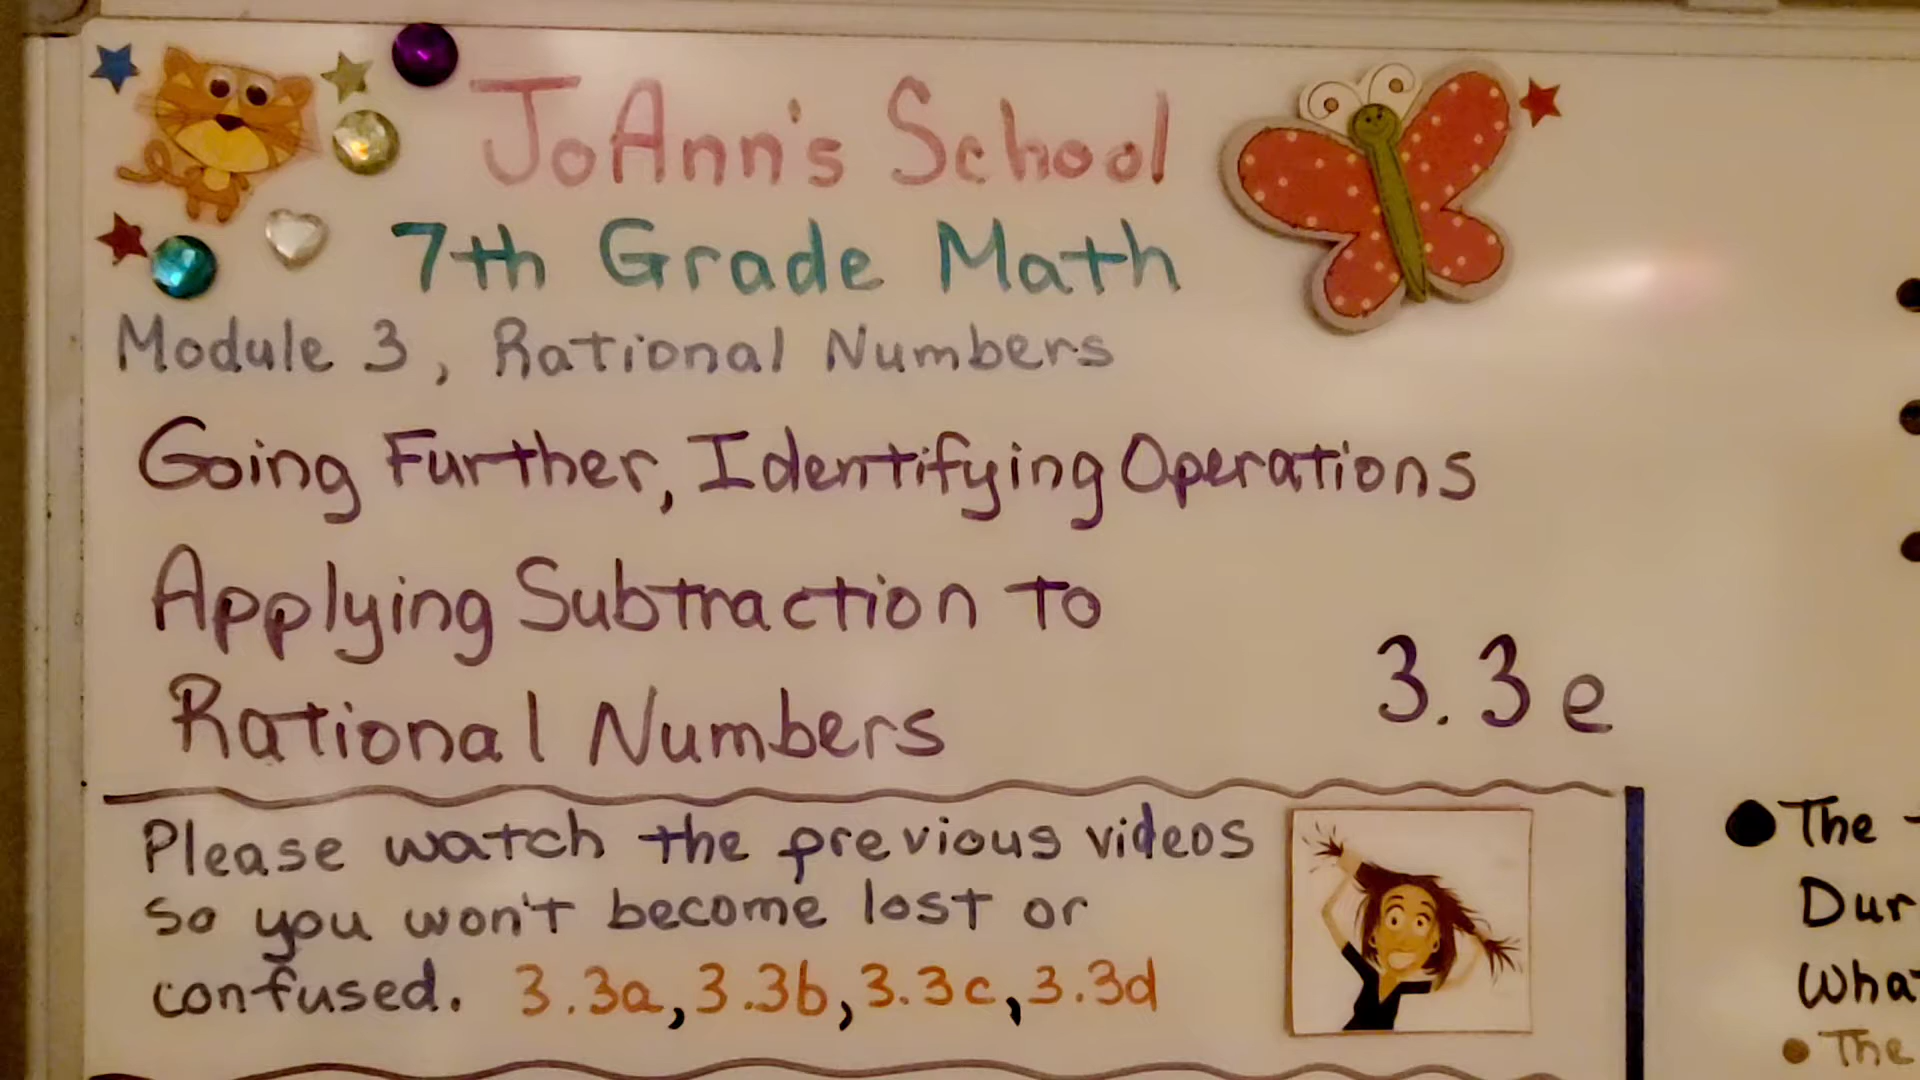 JoAnn's School
7th Grade Math
Module 3, Rational Numbers
Going Further, Identifying Operations
Applying Subtraction to
Rational Numbers
3.3e
Please watch the previous videos
so you won't become lost or
confused. 3.3a, 3.3b, 3.3c, 3.3d
The
The